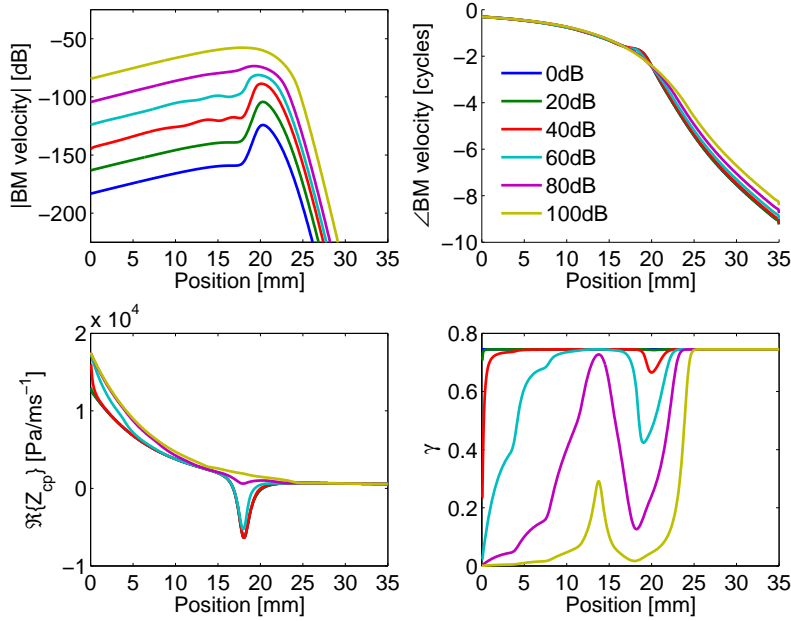 −50
−100
−150
−200
|BM velocity| [dB]
0 5 10 15 20 25 30 35
Position [mm]
0
−2
−4
−6
−8
−10
∠BM velocity [cycles]
0dB
20dB
40dB
60dB
80dB
100dB
0 5 10 15 20 25 30 35
Position [mm]
x 10⁴
2
1
0
−1
ℜ{Z_cp} [Pa/ms⁻¹]
0 5 10 15 20 25 30 35
Position [mm]
0.8
0.6
0.4
0.2
0
γ
0 5 10 15 20 25 30 35
Position [mm]